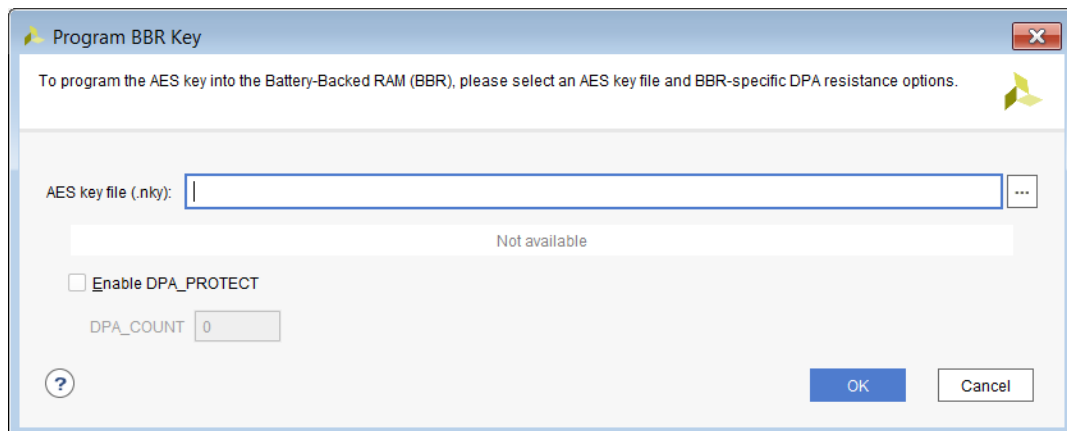 Program BBR Key
To program the AES key into the Battery-Backed RAM (BBR), please select an AES key file and BBR-specific DPA resistance options.
AES key file (.nky):
...
Not available
Enable DPA_PROTECT
DPA_COUNT 0
?
OK
Cancel